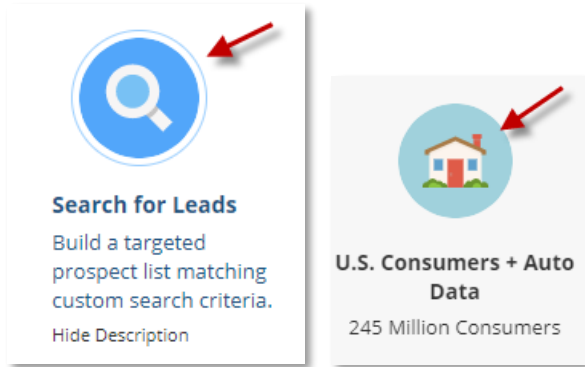 Search for Leads
Build a targeted
prospect list matching
custom search criteria.
Hide Description
U.S. Consumers + Auto
Data
245 Million Consumers